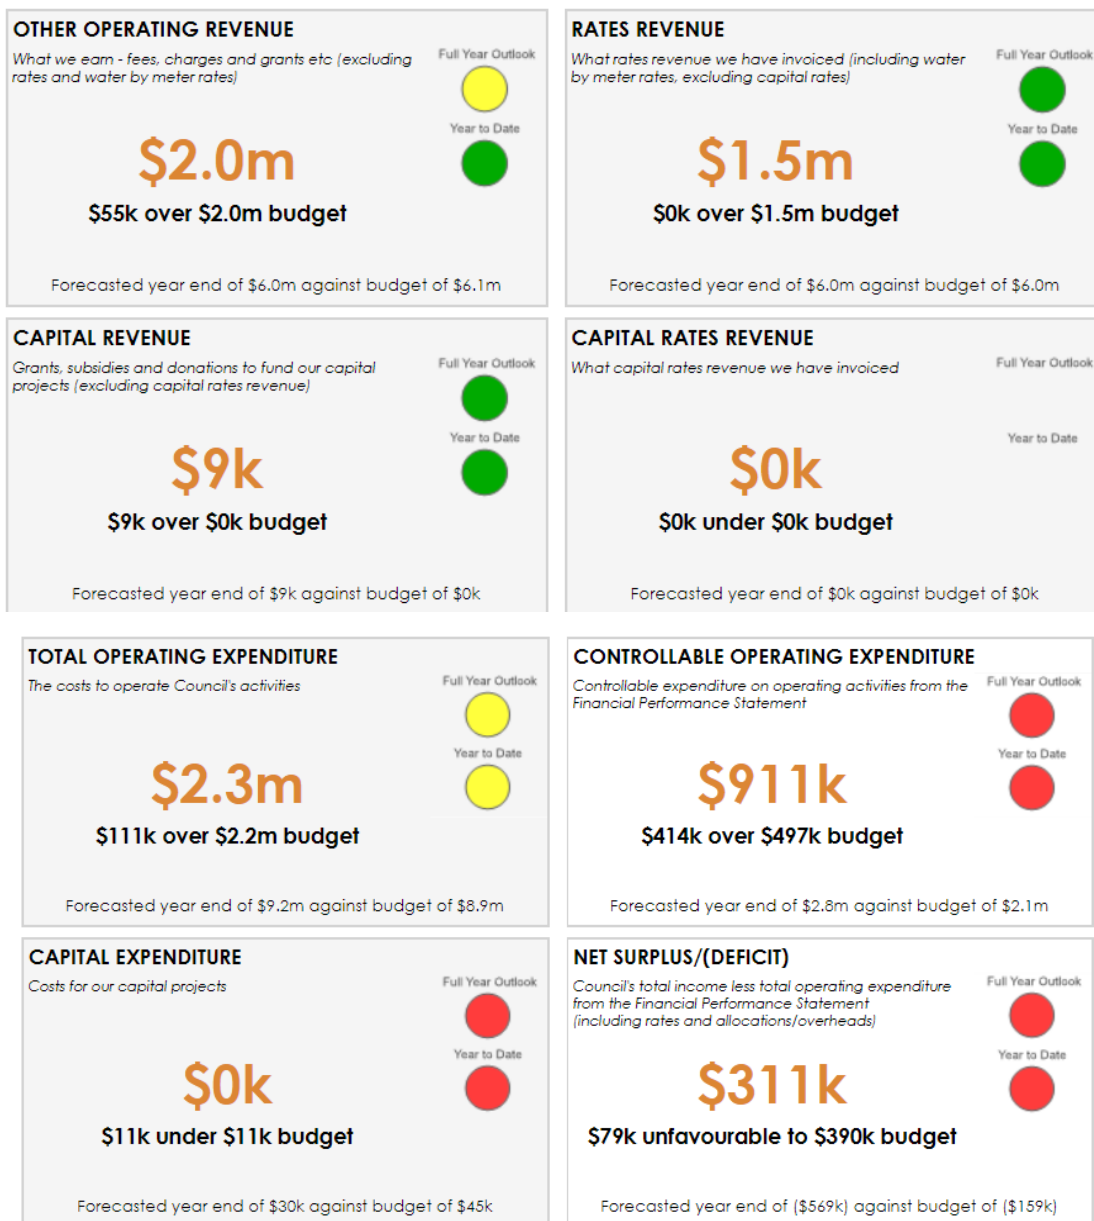 OTHER OPERATING REVENUE
What we earn - fees, charges and grants etc (excluding
rates and water by meter rates)
Full Year Outlook
Year to Date
$2.0m
$55k over $2.0m budget
Forecasted year end of $6.0m against budget of $6.1m
RATES REVENUE
What rates revenue we have invoiced (including water
by meter rates, excluding capital rates)
Full Year Outlook
Year to Date
$1.5m
$0k over $1.5m budget
Forecasted year end of $6.0m against budget of $6.0m
CAPITAL REVENUE
Grants, subsidies and donations to fund our capital
projects (excluding capital rates revenue)
Full Year Outlook
Year to Date
$9k
$9k over $0k budget
Forecasted year end of $9k against budget of $0k
CAPITAL RATES REVENUE
What capital rates revenue we have invoiced
Full Year Outlook
Year to Date
$0k
$0k under $0k budget
Forecasted year end of $0k against budget of $0k
TOTAL OPERATING EXPENDITURE
The costs to operate Council's activities
Full Year Outlook
Year to Date
$2.3m
$111k over $2.2m budget
Forecasted year end of $9.2m against budget of $8.9m
CONTROLLABLE OPERATING EXPENDITURE
Controllable expenditure on operating activities from the
Financial Performance Statement
Full Year Outlook
Year to Date
$911k
$414k over $497k budget
Forecasted year end of $2.8m against budget of $2.1m
CAPITAL EXPENDITURE
Costs for our capital projects
Full Year Outlook
Year to Date
$0k
$11k under $11k budget
Forecasted year end of $30k against budget of $45k
NET SURPLUS/(DEFICIT)
Council's total income less total operating expenditure
from the Financial Performance Statement
(including rates and allocations/overheads)
Full Year Outlook
Year to Date
$311k
$79k unfavourable to $390k budget
Forecasted year end of ($569k) against budget of ($159k)